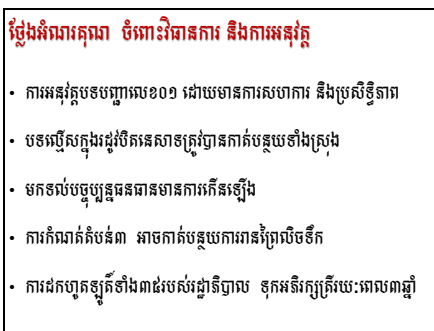 ថ្លែងអំណរគុណ ចំពោះវិធានការ និងការអនុវត្ត
• ការអនុវត្តបទបញ្ជាលេខ០១ ដោយមានការសហការ និងប្រសិទ្ធិភាព
• បទល្មើសក្នុងរដូវបិតនេសាទត្រូវបានកាត់បន្ថយទាំងស្រុង
• មកទល់បច្ចុប្បន្នធនធានមានការកើនឡើង
• ការកំណត់តំបន់៣ អាចកាត់បន្ថយការរានព្រៃលិចទឹក
• ការដកហូតឡូតិ៍ទាំង៣៥របស់រដ្ឋាភិបាល ទុកអភិរក្សត្រីរយៈពេល៣ឆ្នាំ